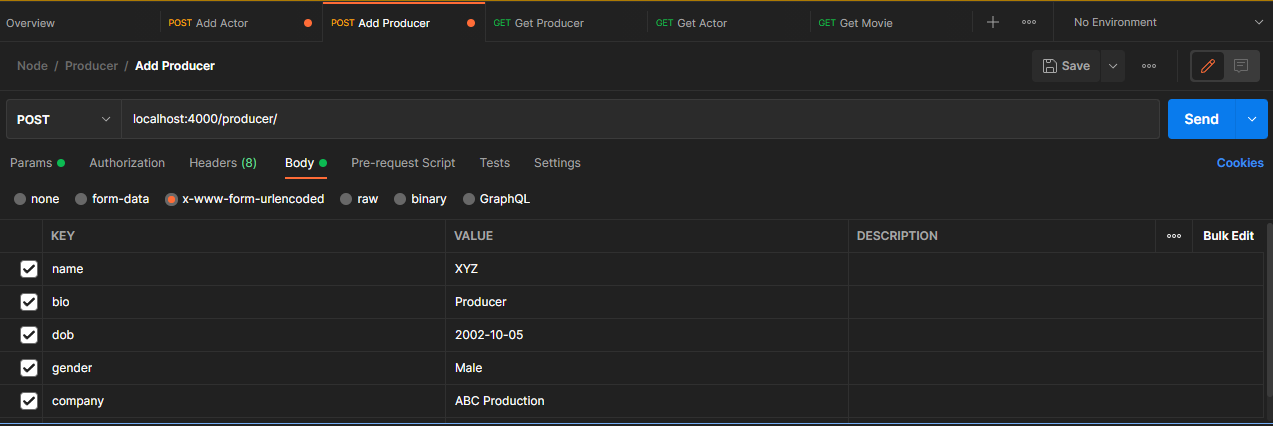 Overview POST Add Actor POST Add Producer GET Get Producer GET Get Actor GET Get Movie No Environment
Node / Producer / Add Producer Save
POST localhost:4000/producer/ Send
Params Authorization Headers (8) Body Pre-request Script Tests Settings Cookies
none form-data x-www-form-urlencoded raw binary GraphQL
KEY VALUE DESCRIPTION Bulk Edit
name XYZ
bio Producer
dob 2002-10-05
gender Male
company ABC Production